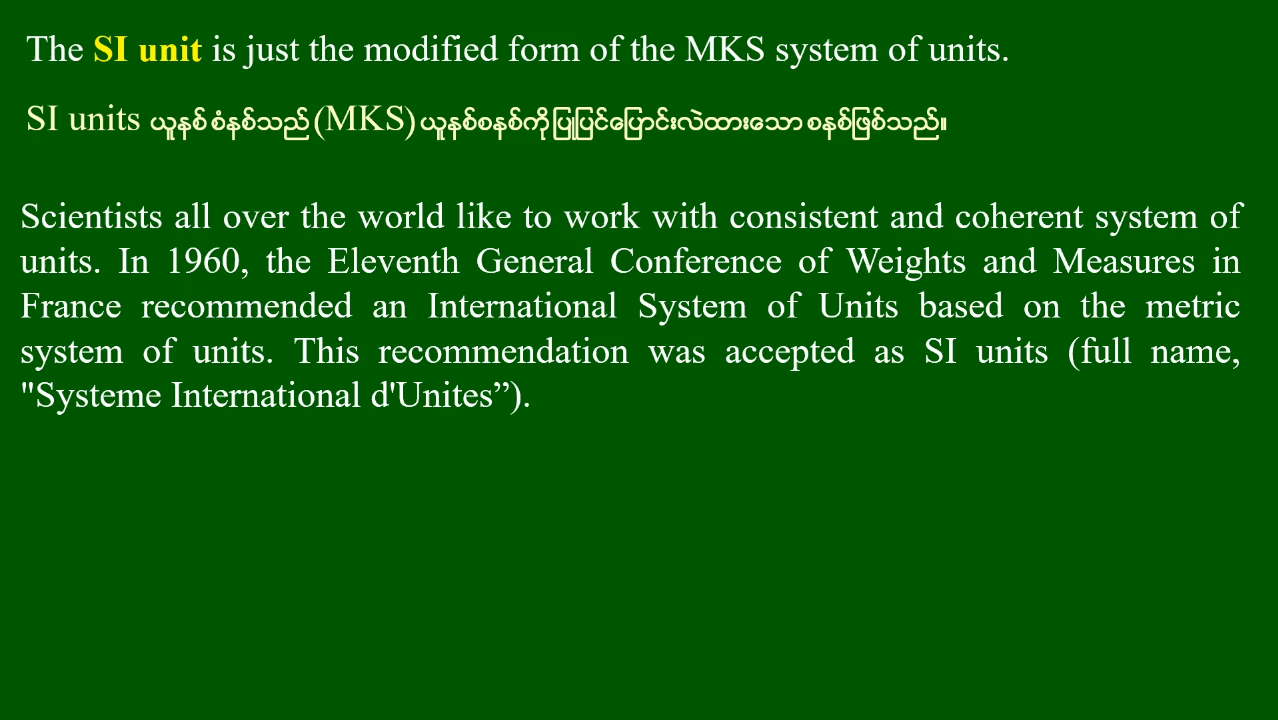 The SI unit is just the modified form of the MKS system of units.
SI units ယူနစ် စံနစ်သည် (MKS) ယူနစ်စနစ်ကို ပြုပြင်ပြောင်းလဲထားသော စနစ်ဖြစ်သည်။
Scientists all over the world like to work with consistent and coherent system of
units. In 1960, the Eleventh General Conference of Weights and Measures in
France recommended an International System of Units based on the metric
system of units. This recommendation was accepted as SI units (full name,
"Systeme International d'Unites”).